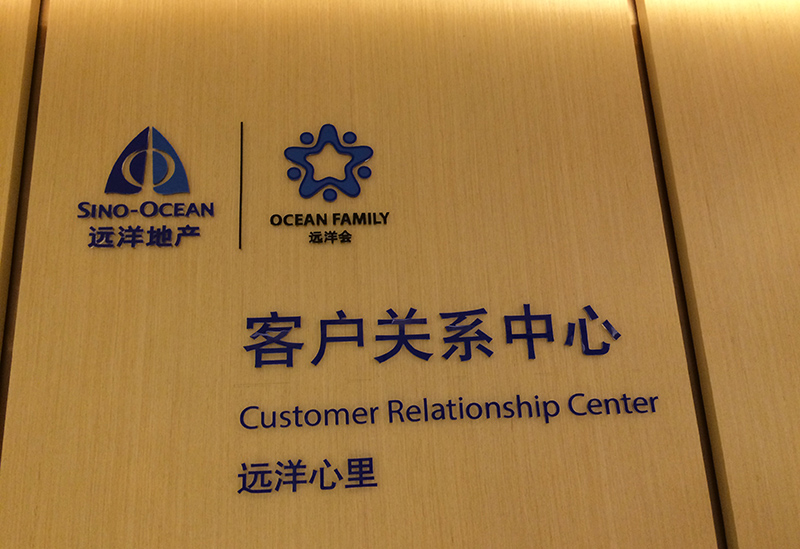 SINO-OCEAN
远洋地产
OCEAN FAMILY
远洋会
客户关系中心
Customer Relationship Center
远洋心里